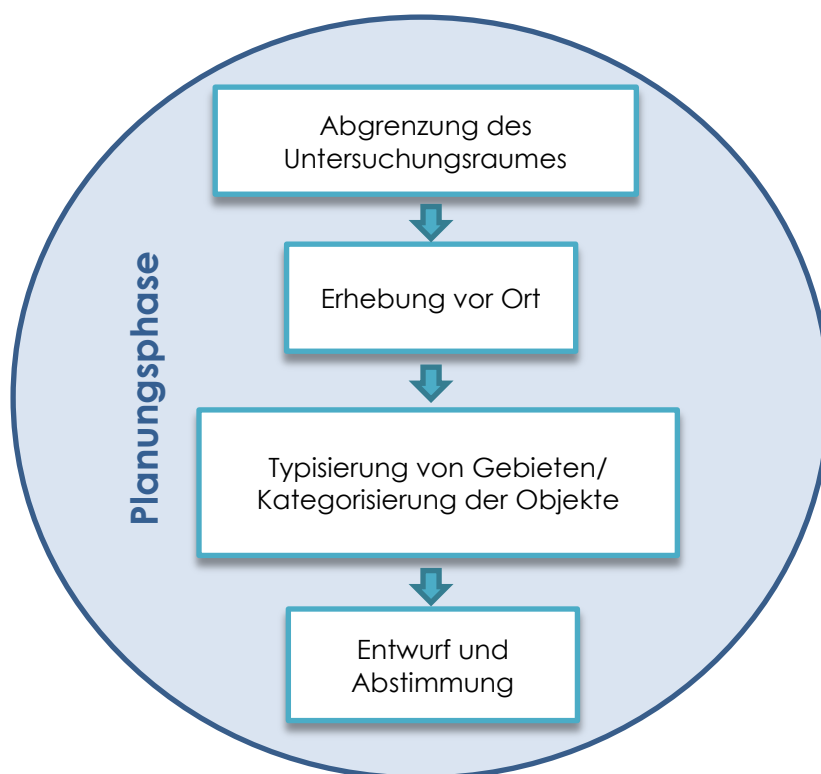 Planungsphase
Abgrenzung des
Untersuchungsraumes
Erhebung vor Ort
Typisierung von Gebieten/
Kategorisierung der Objekte
Entwurf und
Abstimmung